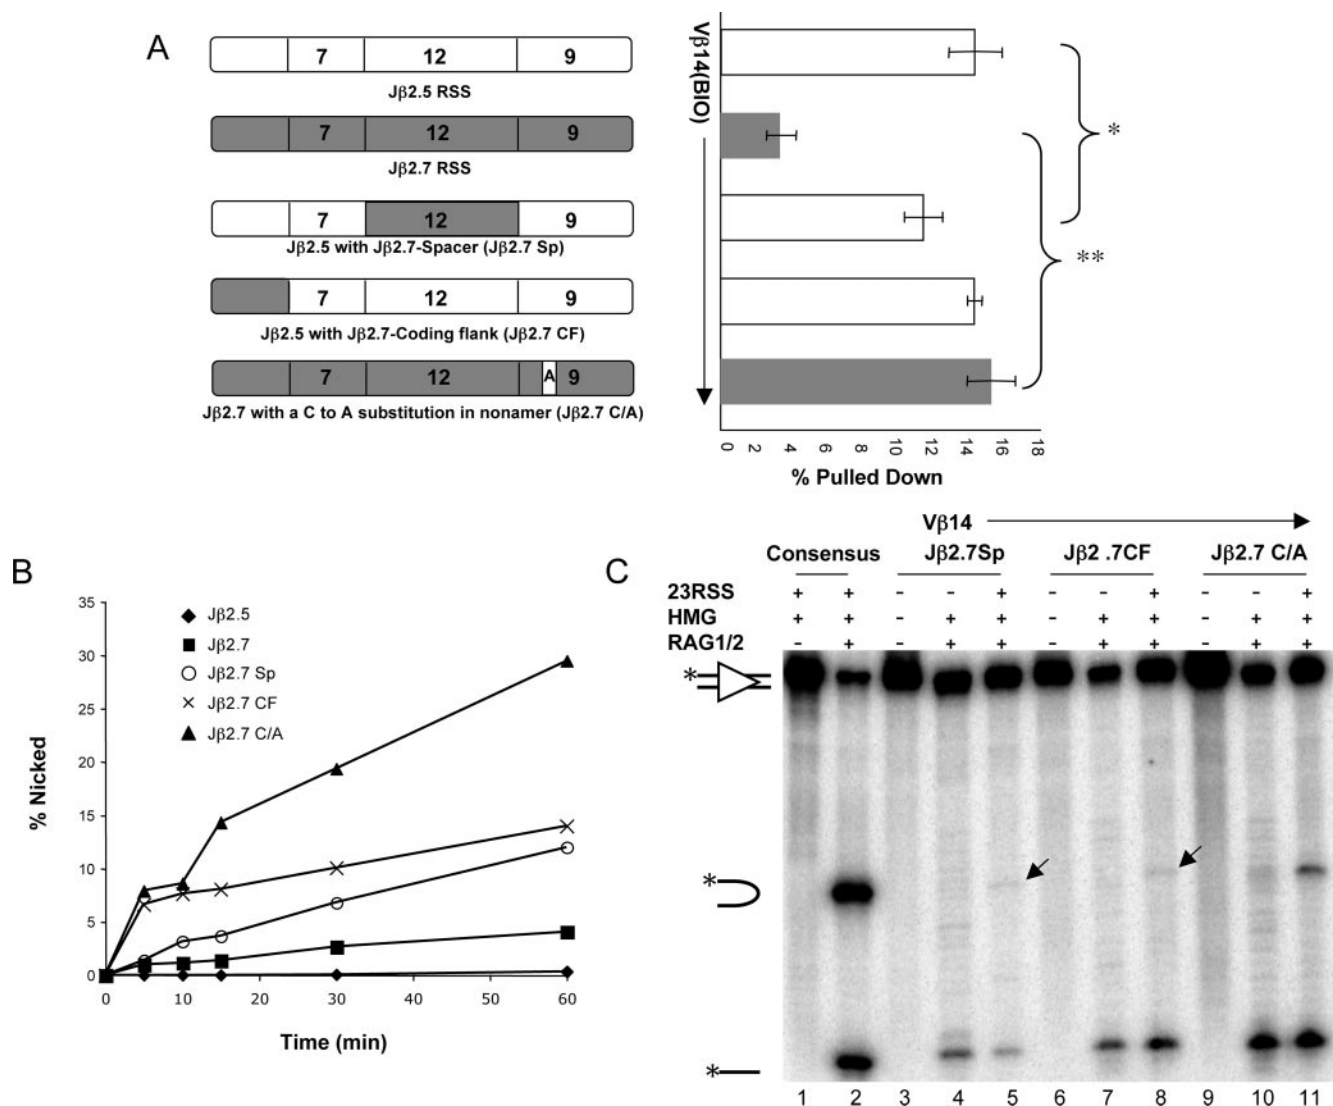 A
7 12 9
Jβ2.5 RSS
7 12 9
Jβ2.7 RSS
7 12 9
Jβ2.5 with Jβ2.7-Spacer (Jβ2.7 Sp)
7 12 9
Jβ2.5 with Jβ2.7-Coding flank (Jβ2.7 CF)
7 12 A 9
Jβ2.7 with a C to A substitution in nonamer (Jβ2.7 C/A)
Vβ14(BIO)
*
**
0 2 4 6 8 10 12 14 16 18
% Pulled Down
B
35
30
25
20
15
10
5
0
% Nicked
Jβ2.5
Jβ2.7
Jβ2.7 Sp
Jβ2.7 CF
Jβ2.7 C/A
0 10 20 30 40 50 60
Time (min)
C
Vβ14
Consensus Jβ2.7Sp Jβ2 .7CF Jβ2.7 C/A
23RSS + + - - + - - + - - +
HMG + + - + + - + + - + +
RAG1/2 - + - + + - + + - + +
*
*
*
1 2 3 4 5 6 7 8 9 10 11